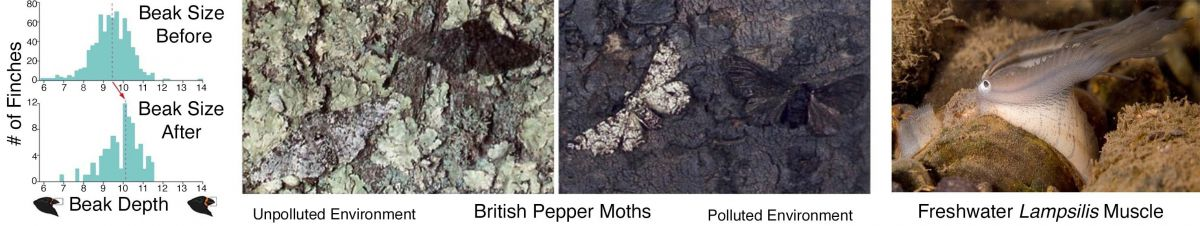 # of Finches
80
60
40
20
0
Beak Size
Before
6 7 8 9 10 11 12 13 14
12
8
4
0
Beak Size
After
6 7 8 9 10 11 12 13 14
Beak Depth
Unpolluted Environment
British Pepper Moths
Polluted Environment
Freshwater Lampsilis Muscle